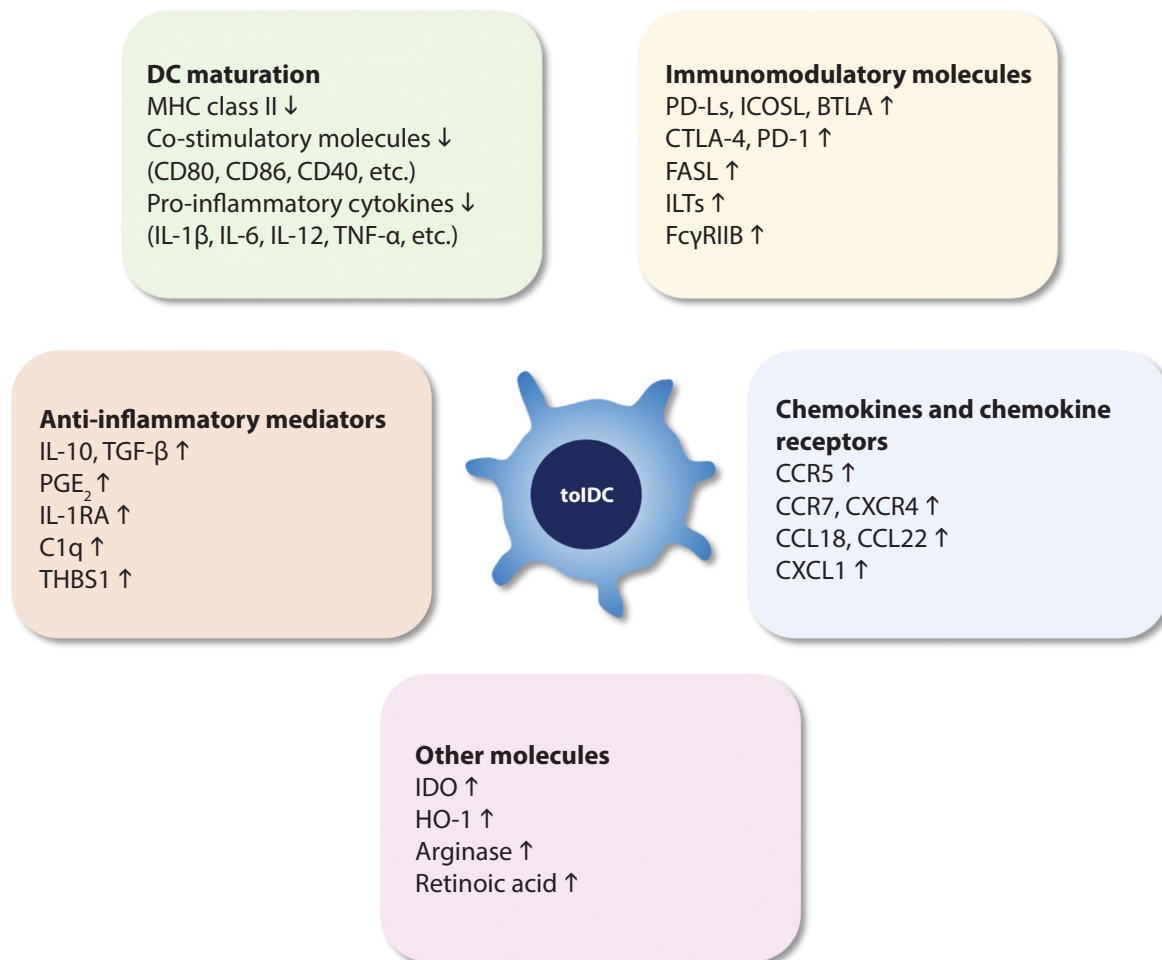 DC maturation
MHC class II ↓
Co-stimulatory molecules ↓
(CD80, CD86, CD40, etc.)
Pro-inflammatory cytokines ↓
(IL-1β, IL-6, IL-12, TNF-α, etc.)
Immunomodulatory molecules
PD-Ls, ICOSL, BTLA ↑
CTLA-4, PD-1 ↑
FASL ↑
ILTs ↑
FcγRIIB ↑
Anti-inflammatory mediators
IL-10, TGF-β ↑
PGE₂ ↑
IL-1RA ↑
C1q ↑
THBS1 ↑
tolDC
Chemokines and chemokine
receptors
CCR5 ↑
CCR7, CXCR4 ↑
CCL18, CCL22 ↑
CXCL1 ↑
Other molecules
IDO ↑
HO-1 ↑
Arginase ↑
Retinoic acid ↑